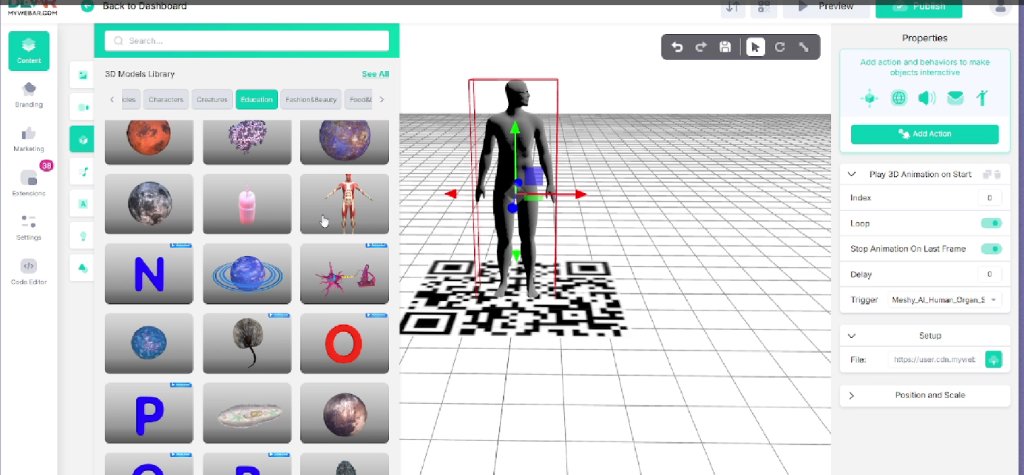 MYWEBAR.COM
Back to Dashboard
Preview
Publish
Content
Branding
Marketing
38
Extensions
Settings
Code Editor
Search...
3D Models Library
See All
Characters
Creatures
Education
Fashion&Beauty
N
O
P
Properties
Add action and behaviors to make
objects interactive
Add Action
Play 3D Animation on Start
Index
0
Loop
Stop Animation On Last Frame
Delay
0
Trigger
Meshy_AI_Human_Organ_S
Setup
File:
https://user.cdn.myweb
Position and Scale